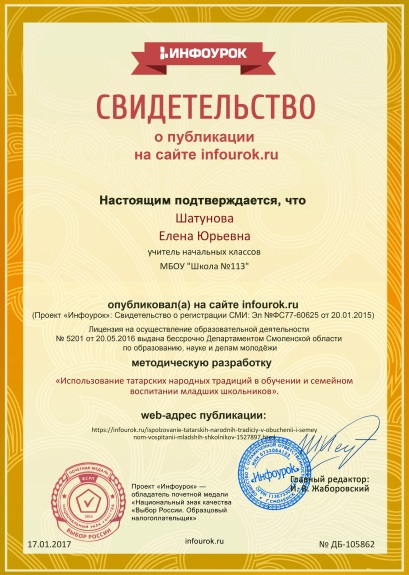 ИНФОУРОК
СВИДЕТЕЛЬСТВО
о публикации
на сайте infourok.ru
Настоящим подтверждается, что
Шатунова
Елена Юрьевна
учитель начальных классов
МБОУ "Школа №113"
опубликовал(а) на сайте infourok.ru
(Проект «Инфоурок»: Свидетельство о регистрации СМИ: Эл №ФС77-60625 от 20.01.2015)
Лицензия на осуществление образовательной деятельности
№ 5201 от 20.05.2016 выдана бессрочно Департаментом Смоленской области
по образованию, науке и делам молодёжи
методическую разработку
«Использование татарских народных традиций в обучении и семейном
воспитании младших школьников».
web-адрес публикации:
https://infourok.ru/ispolzovanie-tatarskih-narodnih-tradiciy-v-obuchenii-i-semey
nom-vospitanii-mladshih-shkolnikov-1527897.html
Инфоурок
Главный редактор:
И. В. Жаборовский
ПОЧЕТНАЯ МЕДАЛЬ
ВЫБОР РОССИИ
Проект «Инфоурок» —
обладатель почетной медали
«Национальный знак качества
«Выбор России. Образцовый
налогоплательщик»
17.01.2017
infourok.ru
№ ДБ-105862